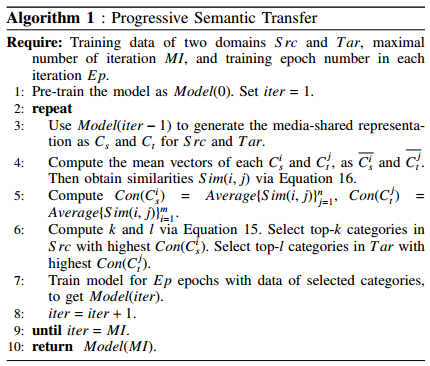 Algorithm 1 : Progressive Semantic Transfer
Require: Training data of two domains Src and Tar, maximal
number of iteration MI, and training epoch number in each
iteration Ep.
1: Pre-train the model as Model(0). Set iter = 1.
2: repeat
3: Use Model(iter − 1) to generate the media-shared representa-
tion as C_s and C_t for Src and Tar.
4: Compute the mean vectors of each C_s^i and C_t^j, as \overline{C_s^i} and \overline{C_t^j}.
Then obtain similarities Sim(i, j) via Equation 16.
5: Compute Con(C_s^i) = Average{Sim(i, j)}_{j=1}^n, Con(C_t^j) =
Average{Sim(i, j)}_{i=1}^m.
6: Compute k and l via Equation 15. Select top-k categories in
Src with highest Con(C_s^i). Select top-l categories in Tar with
highest Con(C_t^j).
7: Train model for Ep epochs with data of selected categories,
to get Model(iter).
8: iter = iter + 1.
9: until iter = MI.
10: return Model(MI).